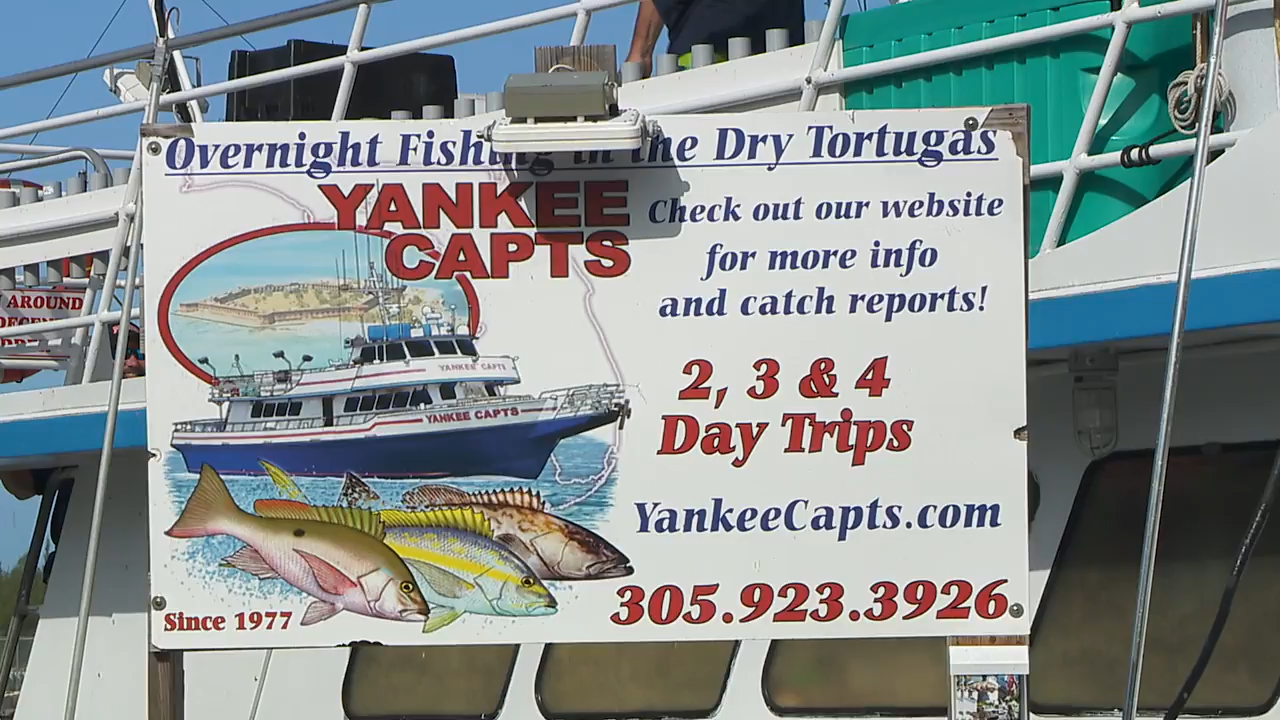 Overnight Fishing in the Dry Tortugas
YANKEE
CAPTS
Check out our website
for more info
and catch reports!
2, 3 & 4
Day Trips
YankeeCapts.com
305.923.3926
YANKEE CAPTS
YANKEE CAPTS
Since 1977
AROUND